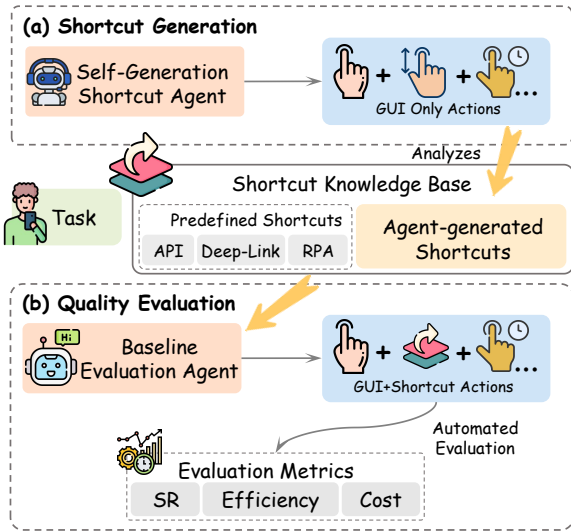 (a) Shortcut Generation
Self-Generation
Shortcut Agent
+
+
...
GUI Only Actions
Analyzes
Task
Shortcut Knowledge Base
Predefined Shortcuts
API
Deep-Link
RPA
Agent-generated
Shortcuts
(b) Quality Evaluation
Hi
Baseline
Evaluation Agent
+
+
...
GUI+Shortcut Actions
Automated
Evaluation
Evaluation Metrics
SR
Efficiency
Cost